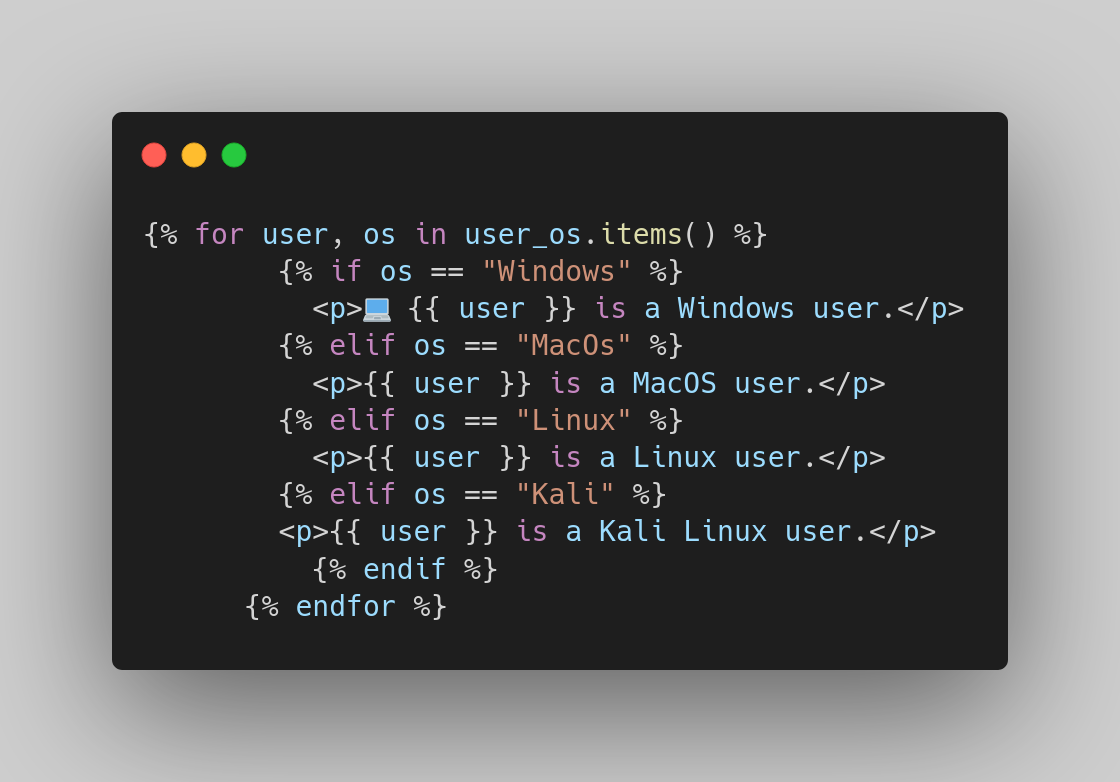 {% for user, os in user_os.items() %}
        {% if os == "Windows" %}
          <p>💻 {{ user }} is a Windows user.</p>
        {% elif os == "MacOs" %}
          <p>{{ user }} is a MacOS user.</p>
        {% elif os == "Linux" %}
          <p>{{ user }} is a Linux user.</p>
        {% elif os == "Kali" %}
        <p>{{ user }} is a Kali Linux user.</p>
          {% endif %}
      {% endfor %}